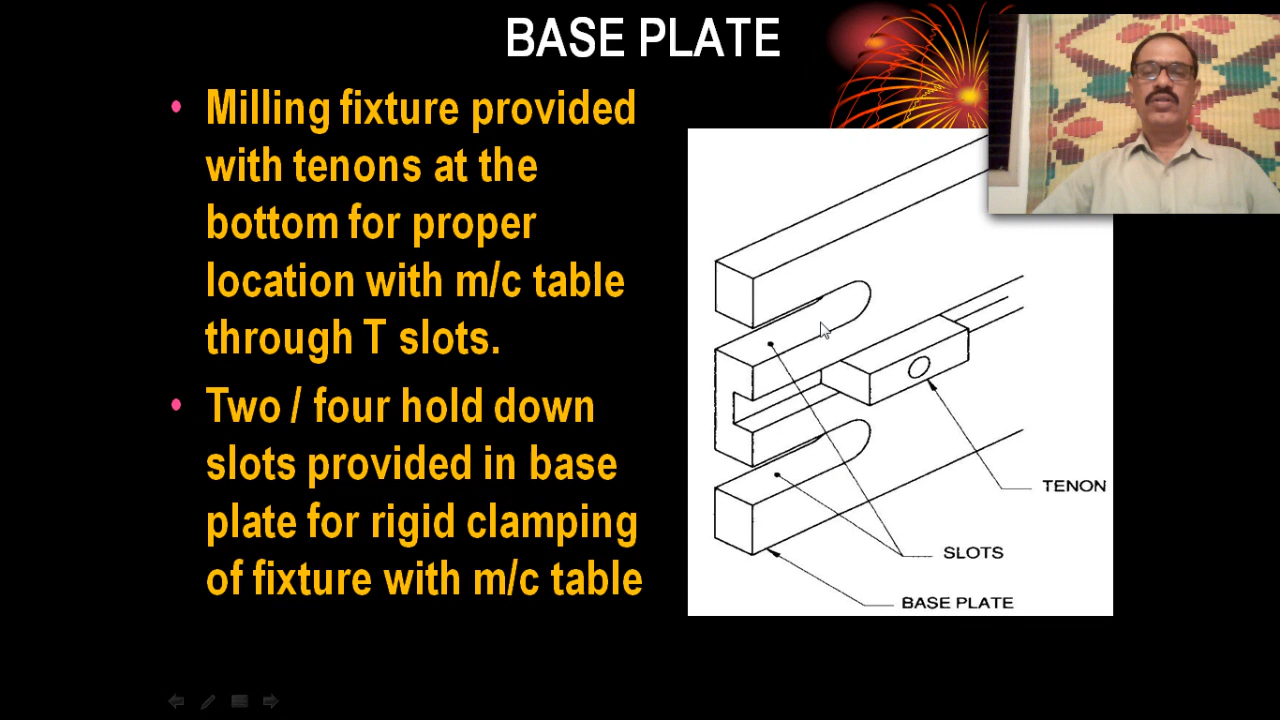 BASE PLATE
• Milling fixture provided
with tenons at the
bottom for proper
location with m/c table
through T slots.
• Two / four hold down
slots provided in base
plate for rigid clamping
of fixture with m/c table
TENON
SLOTS
BASE PLATE